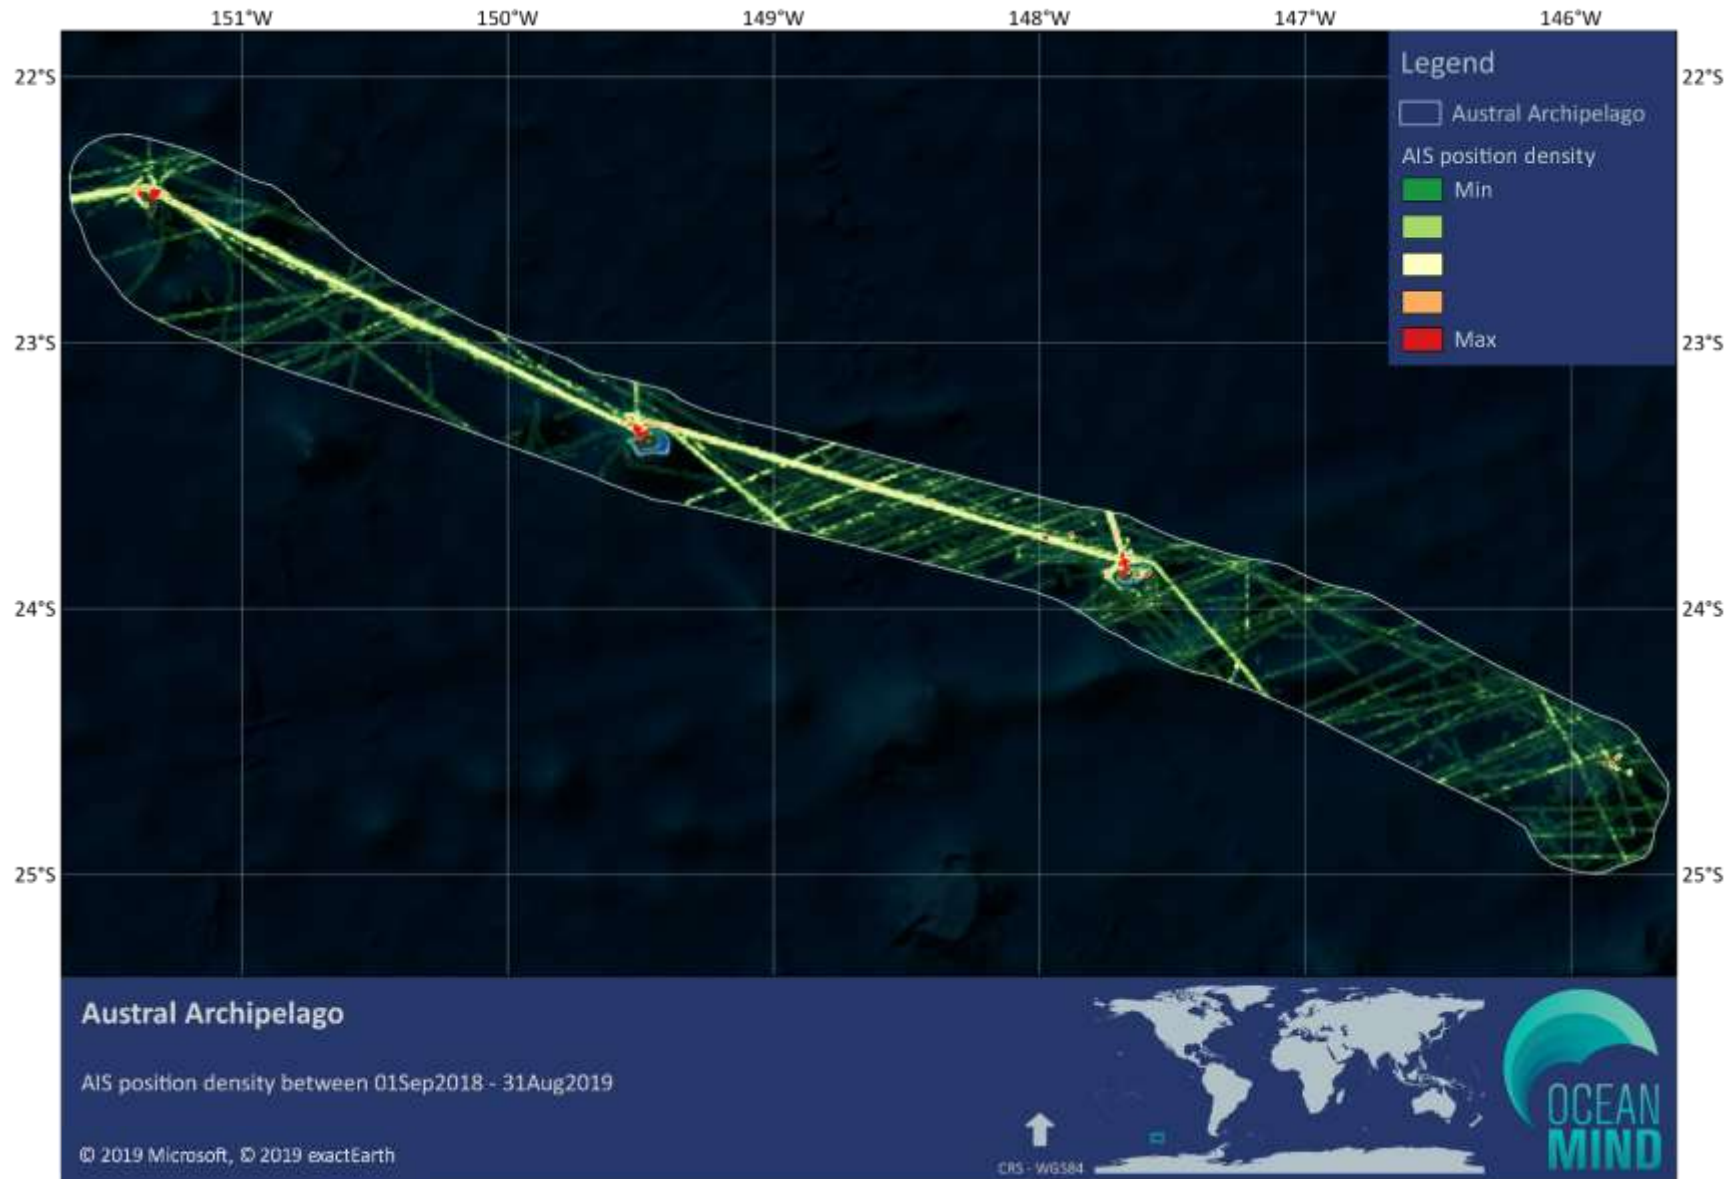 151°W 150°W 149°W 148°W 147°W 146°W
22°S 22°S
23°S 23°S
24°S 24°S
25°S 25°S
Legend
Austral Archipelago
AIS position density
Min
Max
Austral Archipelago
AIS position density between 01Sep2018 - 31Aug2019
© 2019 Microsoft, © 2019 exactEarth
CRS - WGS84
OCEAN
MIND